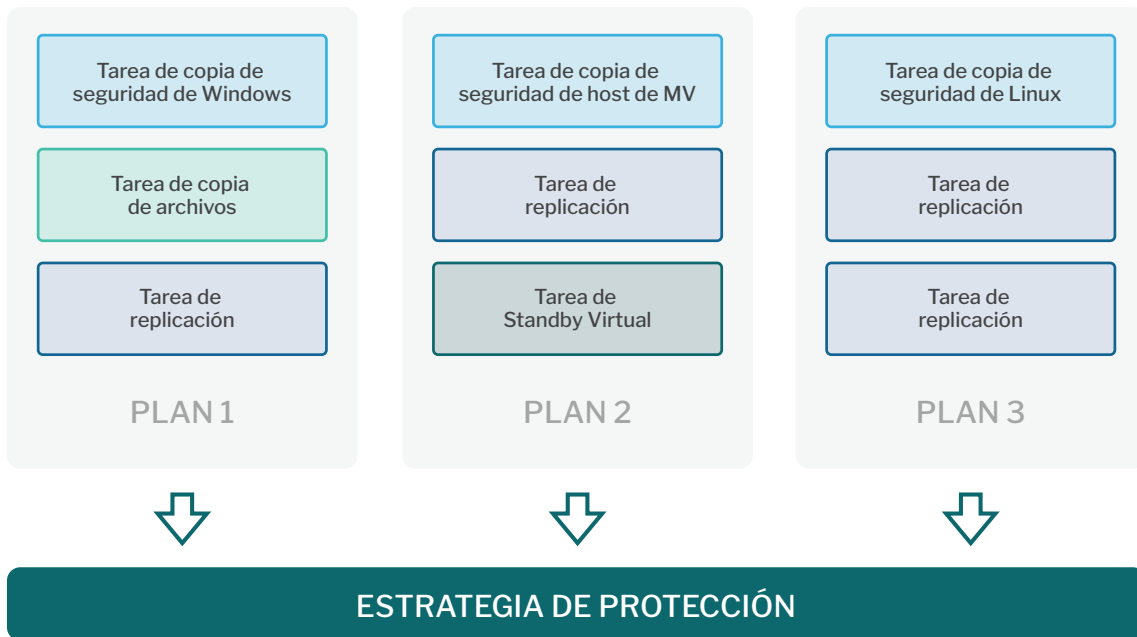 Tarea de copia de
seguridad de Windows
Tarea de copia
de archivos
Tarea de
replicación
PLAN 1
Tarea de copia de
seguridad de host de MV
Tarea de
replicación
Tarea de
Standby Virtual
PLAN 2
Tarea de copia de
seguridad de Linux
Tarea de
replicación
Tarea de
replicación
PLAN 3
ESTRATEGIA DE PROTECCIÓN